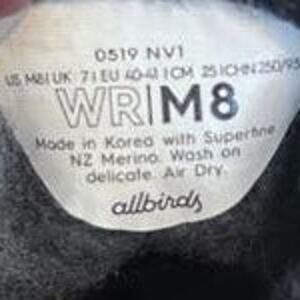 0519 NV1
US M8 | UK 7 | EU 40-41 | CM 25 | CHN 250/95
WR|M8
Made in Korea with Superfine
NZ Merino. Wash on
delicate. Air Dry.
allbirds